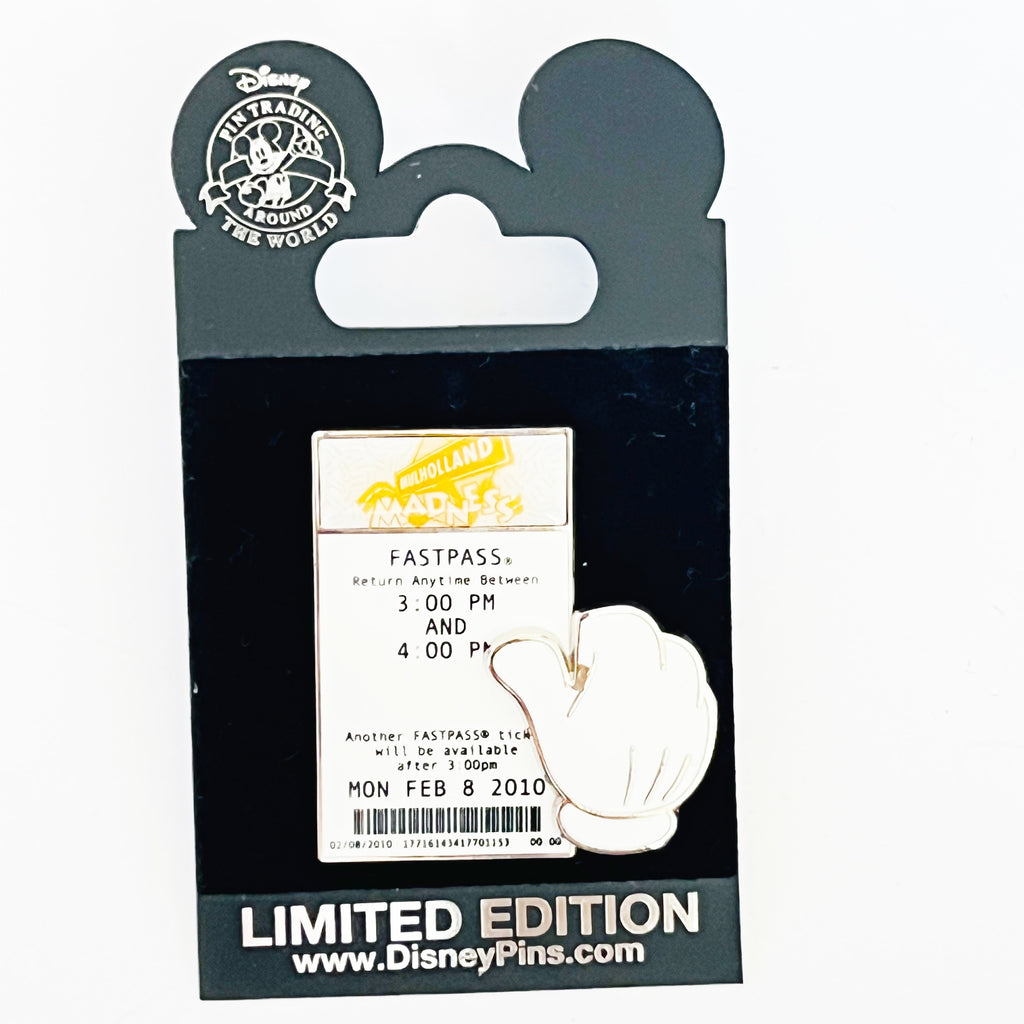 Disney
PIN TRADING
AROUND
THE WORLD
MULHOLLAND
MADNESS
FASTPASS®
Return Anytime Between
3:00 PM
AND
4:00 P
Another FASTPASS® tick
will be available
after 3:00pm
MON FEB 8 2010
02/08/2010 17716143417701153
LIMITED EDITION
www.DisneyPins.com